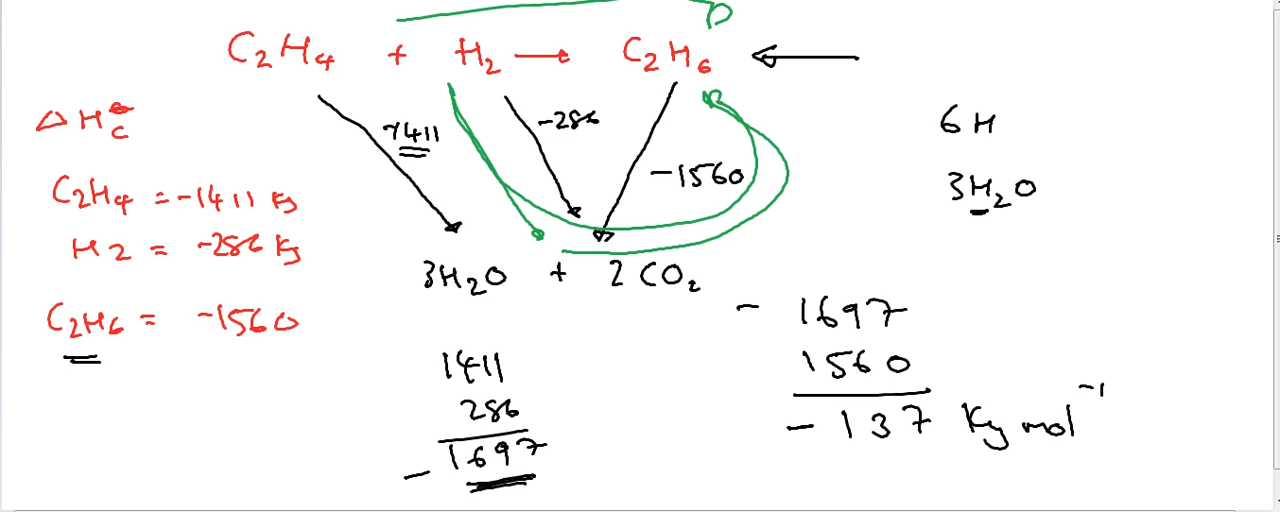 C₂H₄ + H₂ → C₂H₆ ←
ΔH°c
7411
-286
-1560
6H
3H₂O
C₂H₄ = -1411 KJ
H2 = -286 KJ
C₂H₆ = -1560
3H₂O + 2CO₂
1411
286
-1697
- 1697
1560
-137 KJ mol⁻¹